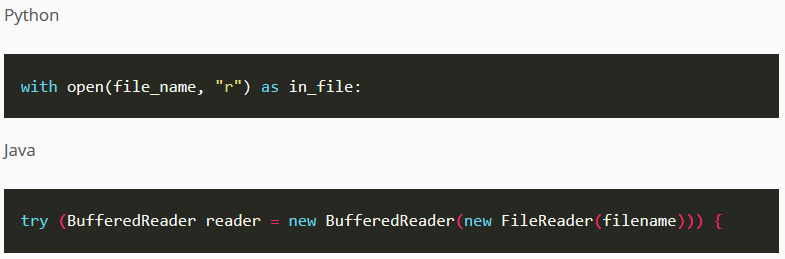 Python
with open(file_name, "r") as in_file:
Java
try (BufferedReader reader = new BufferedReader(new FileReader(filename))) {